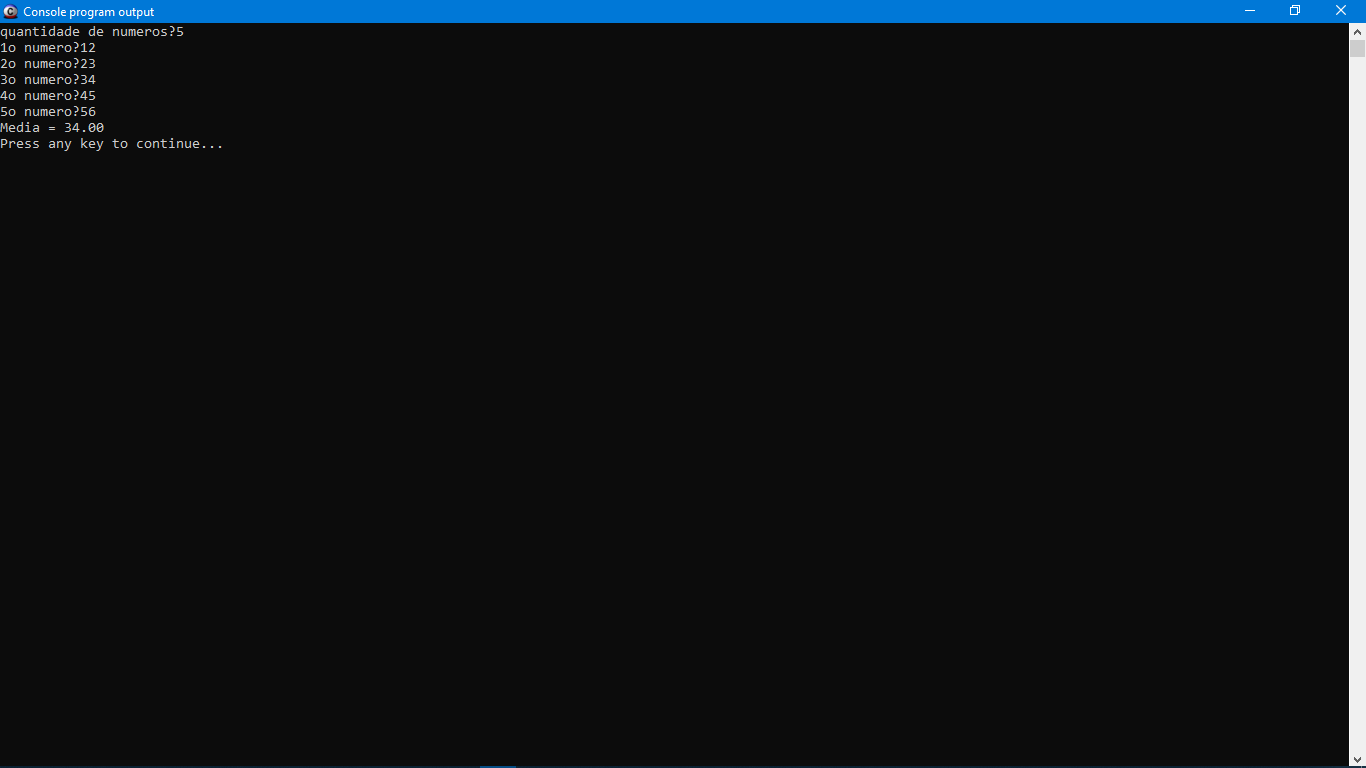 Console program output
quantidade de numeros?5
1o numero?12
2o numero?23
3o numero?34
4o numero?45
5o numero?56
Media = 34.00
Press any key to continue...